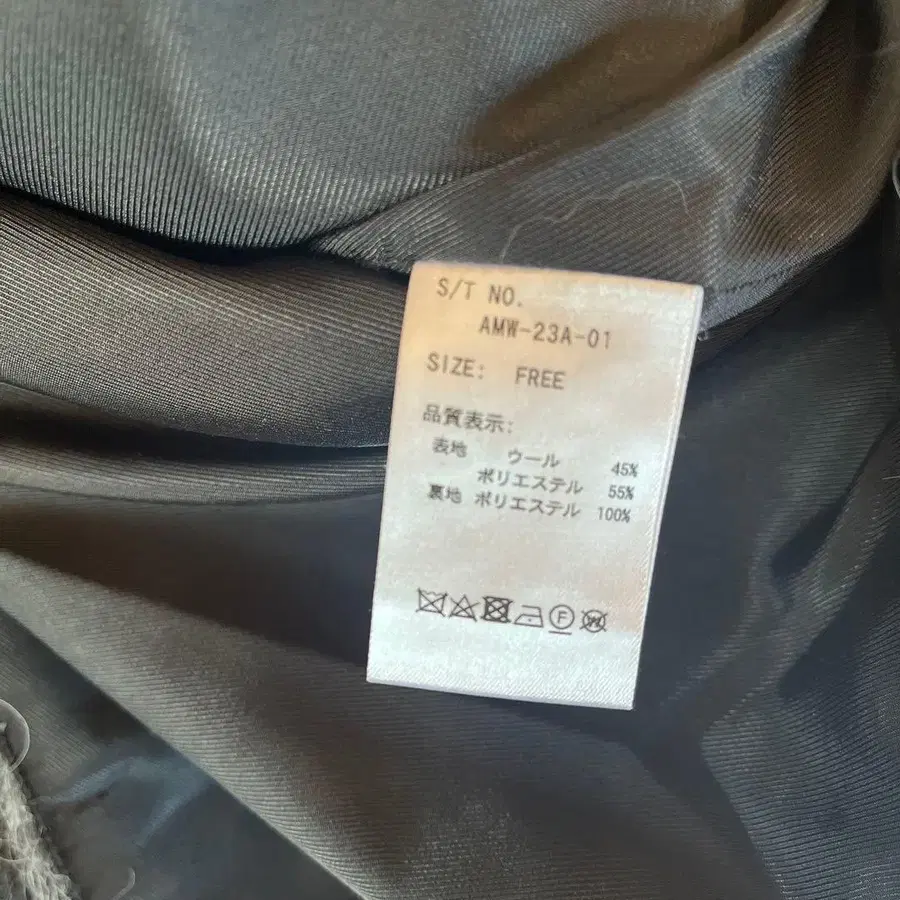 S/T NO.
AMW-23A-01
SIZE: FREE
品質表示:
表地 ウール 45%
ポリエステル 55%
裏地 ポリエステル 100%
F W